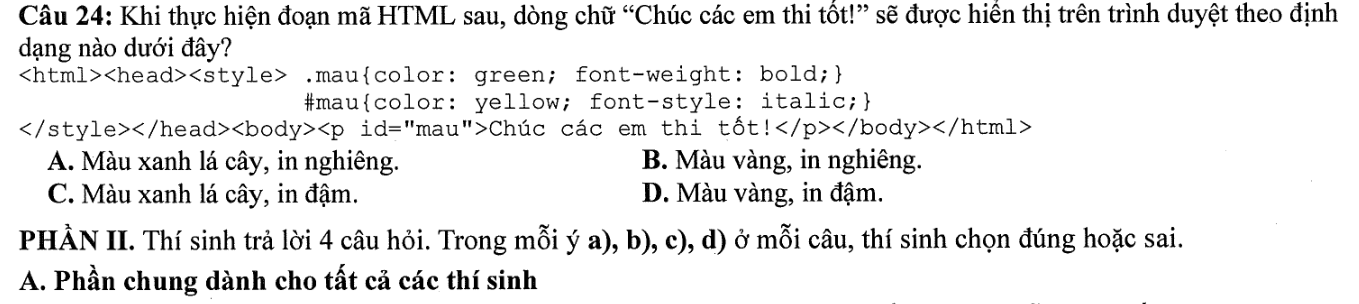 Câu 24: Khi thực hiện đoạn mã HTML sau, dòng chữ “Chúc các em thi tốt!” sẽ được hiển thị trên trình duyệt theo định
dạng nào dưới đây?
<html><head><style> .mau{color: green; font-weight: bold;}
#mau{color: yellow; font-style: italic;}
</style></head><body><p id="mau">Chúc các em thi tốt!</p></body></html>
A. Màu xanh lá cây, in nghiêng. B. Màu vàng, in nghiêng.
C. Màu xanh lá cây, in đậm. D. Màu vàng, in đậm.
PHẦN II. Thí sinh trả lời 4 câu hỏi. Trong mỗi ý a), b), c), d) ở mỗi câu, thí sinh chọn đúng hoặc sai.
A. Phần chung dành cho tất cả các thí sinh